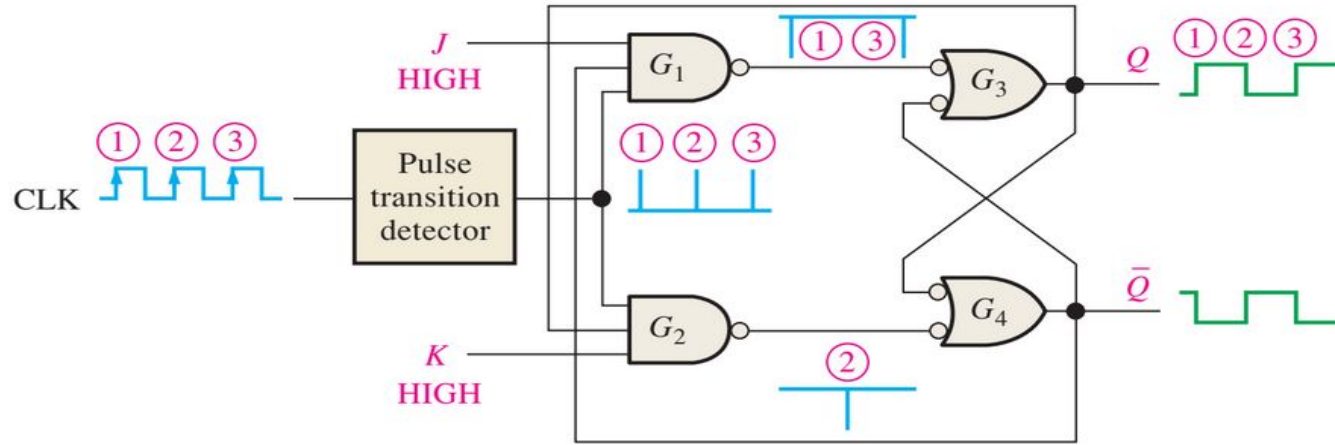 J
HIGH
G₁
① ③
G₃
Q
① ② ③
① ② ③
CLK
Pulse
transition
detector
① ② ③
G₂
K
HIGH
②
G₄
Q̅